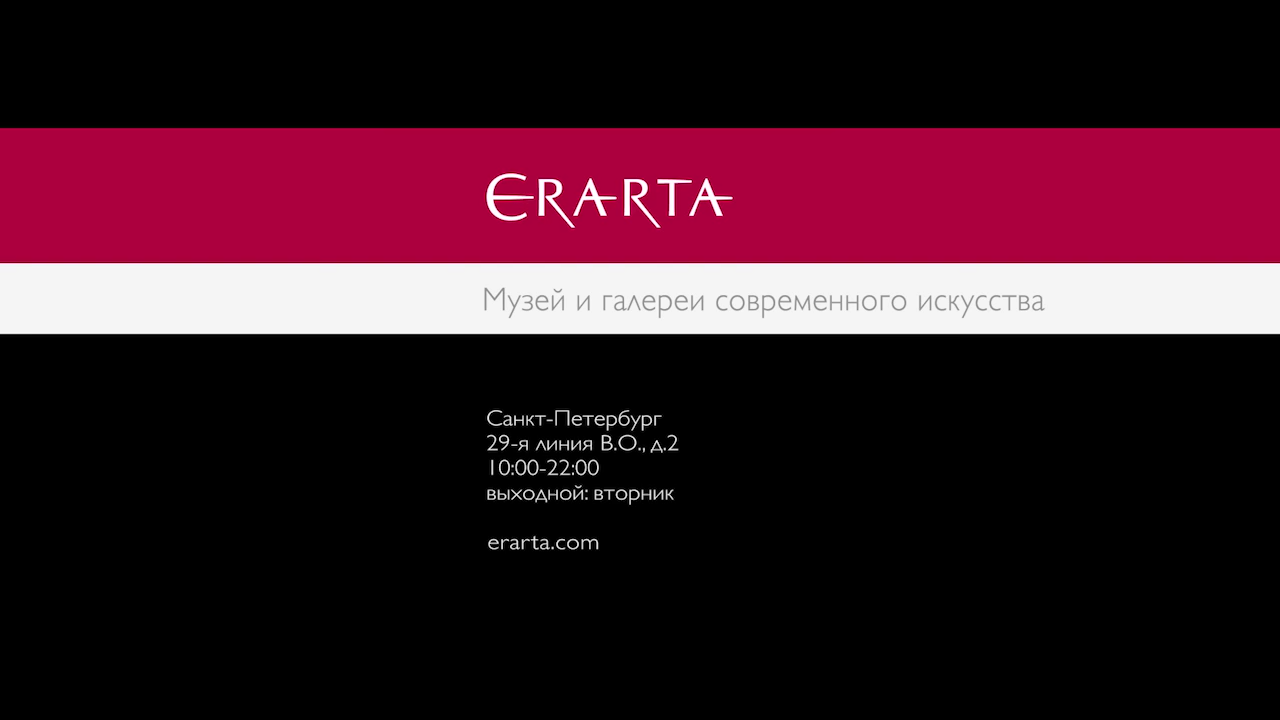 ERARTA
Музей и галереи современного искусства
Санкт-Петербург
29-я линия В.О., д.2
10:00-22:00
выходной: вторник
erarta.com